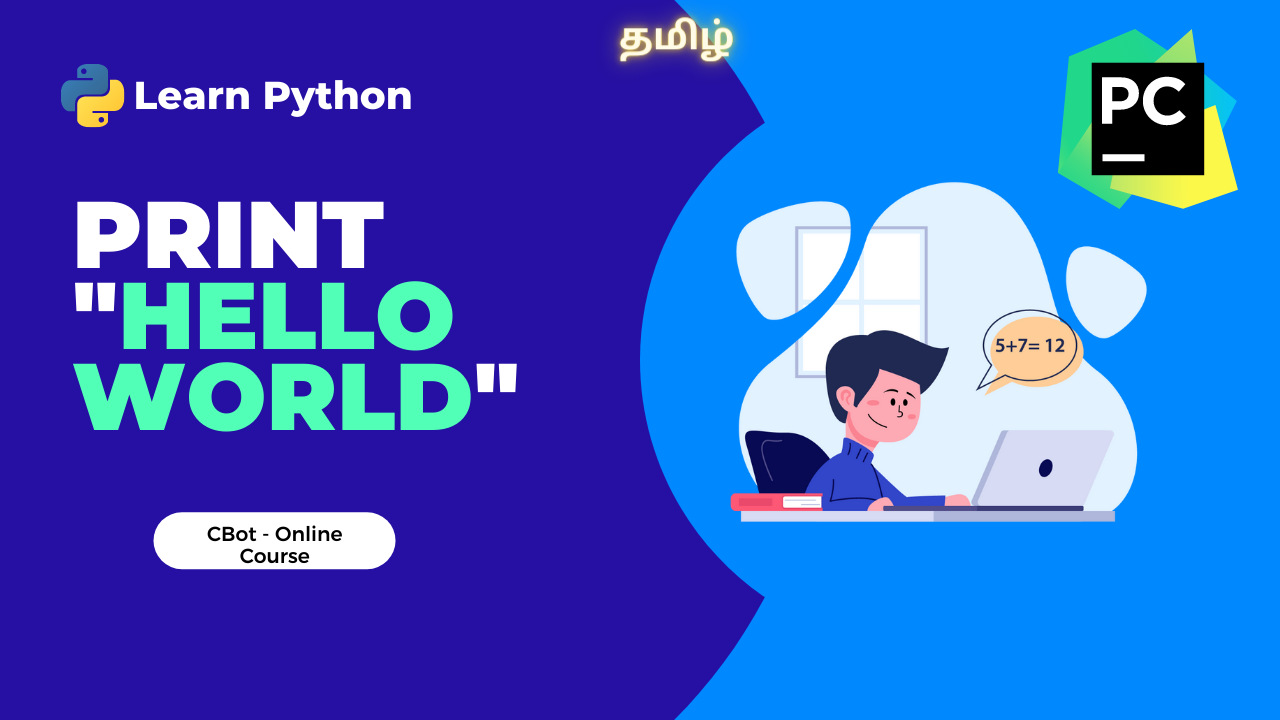 தமிழ்
Learn Python
PC
PRINT
"HELLO
WORLD"
5+7= 12
CBot - Online
Course